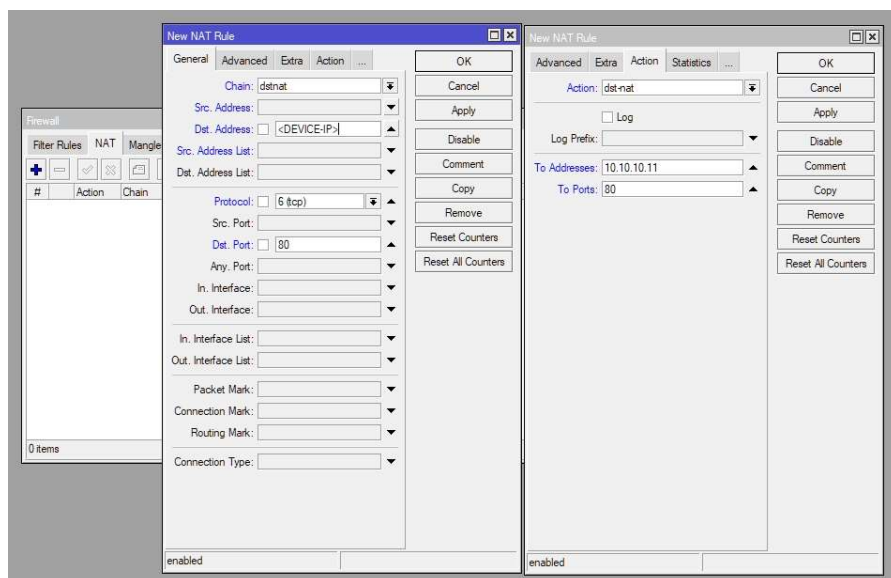 Firewall
Filter Rules NAT Mangle
# Action Chain
0 items
New NAT Rule
General Advanced Extra Action ...
Chain: dstnat
Src. Address:
Dst. Address: <DEVICE-IP>
Src. Address List:
Dst. Address List:
Protocol: 6 (tcp)
Src. Port:
Dst. Port: 80
Any. Port:
In. Interface:
Out. Interface:
In. Interface List:
Out. Interface List:
Packet Mark:
Connection Mark:
Routing Mark:
Connection Type:
OK
Cancel
Apply
Disable
Comment
Copy
Remove
Reset Counters
Reset All Counters
enabled
New NAT Rule
Advanced Extra Action Statistics ...
Action: dst-nat
Log
Log Prefix:
To Addresses: 10.10.10.11
To Ports: 80
OK
Cancel
Apply
Disable
Comment
Copy
Remove
Reset Counters
Reset All Counters
enabled